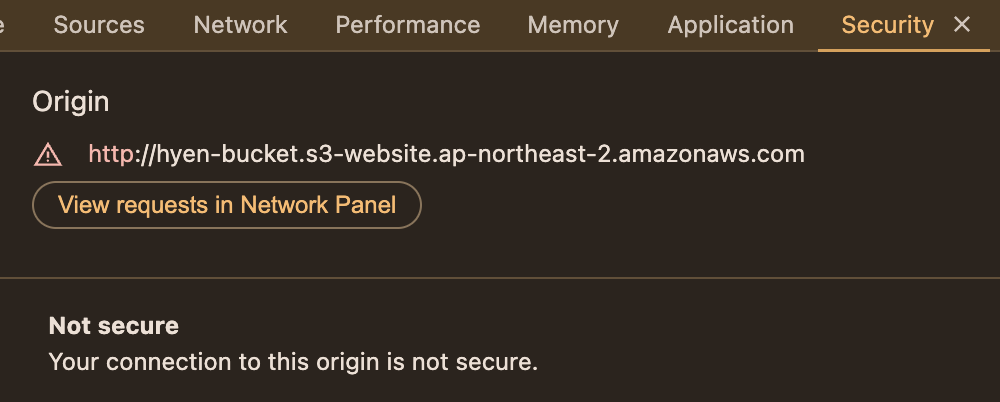 Sources Network Performance Memory Application Security ×
Origin
http://hyen-bucket.s3-website.ap-northeast-2.amazonaws.com
View requests in Network Panel
Not secure
Your connection to this origin is not secure.